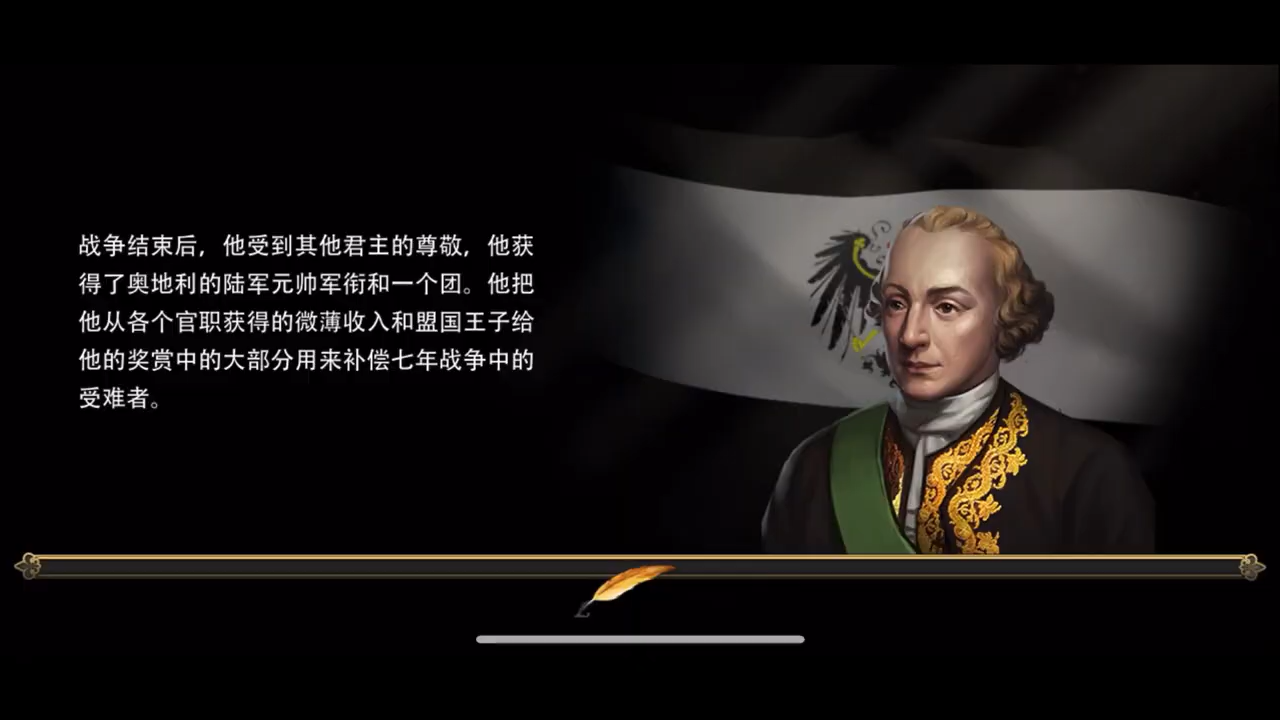 战争结束后，他受到其他君主的尊敬，他获
得了奥地利的陆军元帅军衔和一个团。他把
他从各个官职获得的微薄收入和盟国王子给
他的奖赏中的大部分用来补偿七年战争中的
受难者。